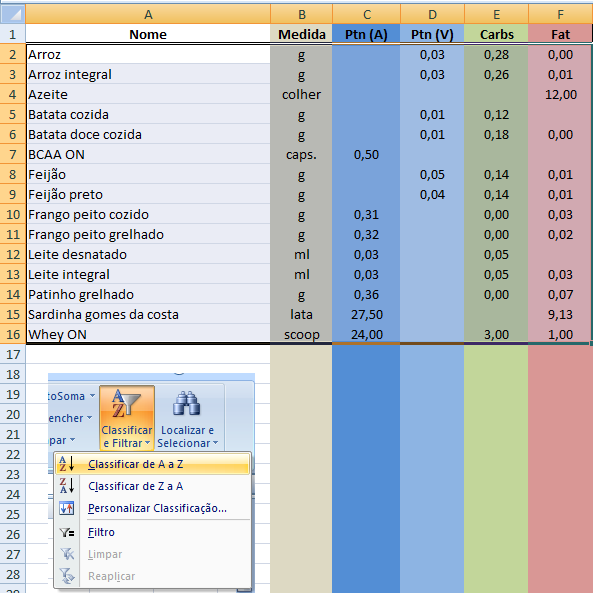 A B C D E F
1 Nome Medida Ptn (A) Ptn (V) Carbs Fat
2 Arroz g 0,03 0,28 0,00
3 Arroz integral g 0,03 0,26 0,01
4 Azeite colher 12,00
5 Batata cozida g 0,01 0,12
6 Batata doce cozida g 0,01 0,18 0,00
7 BCAA ON caps. 0,50
8 Feijão g 0,05 0,14 0,01
9 Feijão preto g 0,04 0,14 0,01
10 Frango peito cozido g 0,31 0,00 0,03
11 Frango peito grelhado g 0,32 0,00 0,02
12 Leite desnatado ml 0,03 0,05
13 Leite integral ml 0,03 0,05 0,03
14 Patinho grelhado g 0,36 0,00 0,07
15 Sardinha gomes da costa lata 27,50 9,13
16 Whey ON scoop 24,00 3,00 1,00
17
18
19
20
21
22
23
24
25
26
27
28
toSoma
encher
par
Classificar
e Filtrar
Localizar e
Selecionar
Classificar de A a Z
Classificar de Z a A
Personalizar Classificação...
Filtro
Limpar
Reaplicar